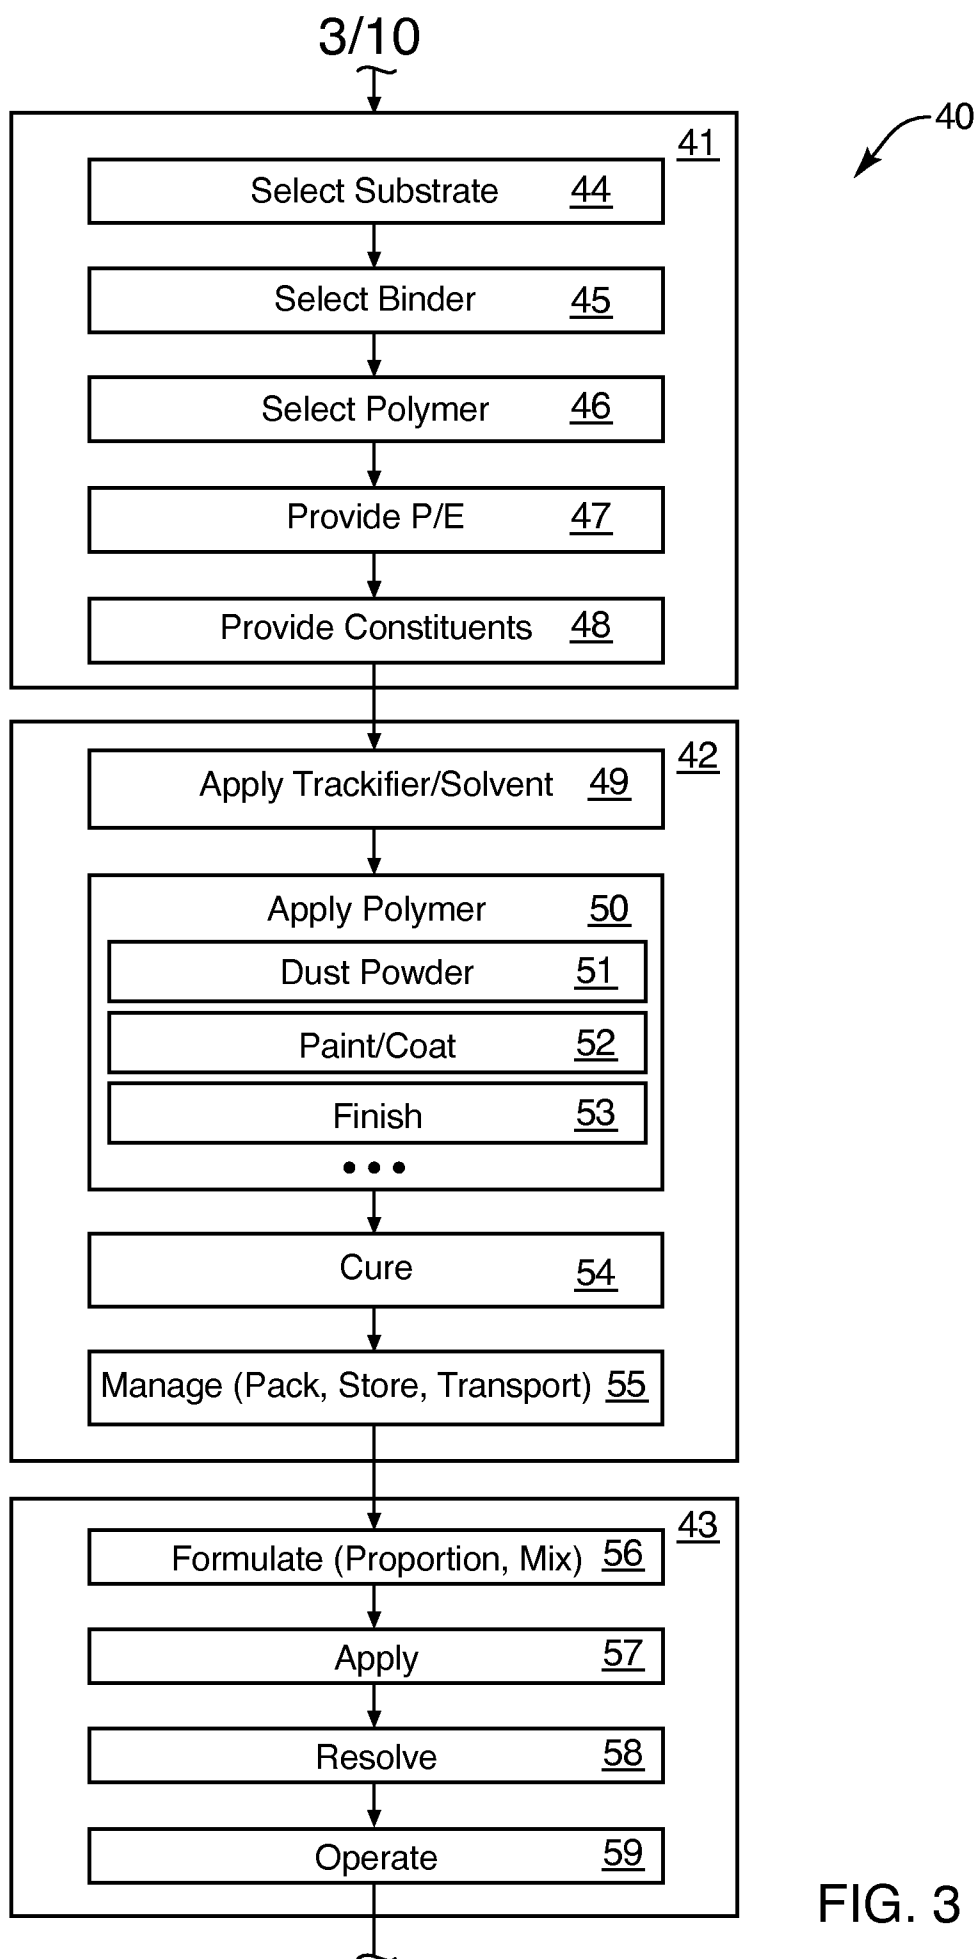 3/10
40
41
Select Substrate 44
Select Binder 45
Select Polymer 46
Provide P/E 47
Provide Constituents 48
42
Apply Trackifier/Solvent 49
Apply Polymer 50
Dust Powder 51
Paint/Coat 52
Finish 53
•••
Cure 54
Manage (Pack, Store, Transport) 55
43
Formulate (Proportion, Mix) 56
Apply 57
Resolve 58
Operate 59
FIG. 3